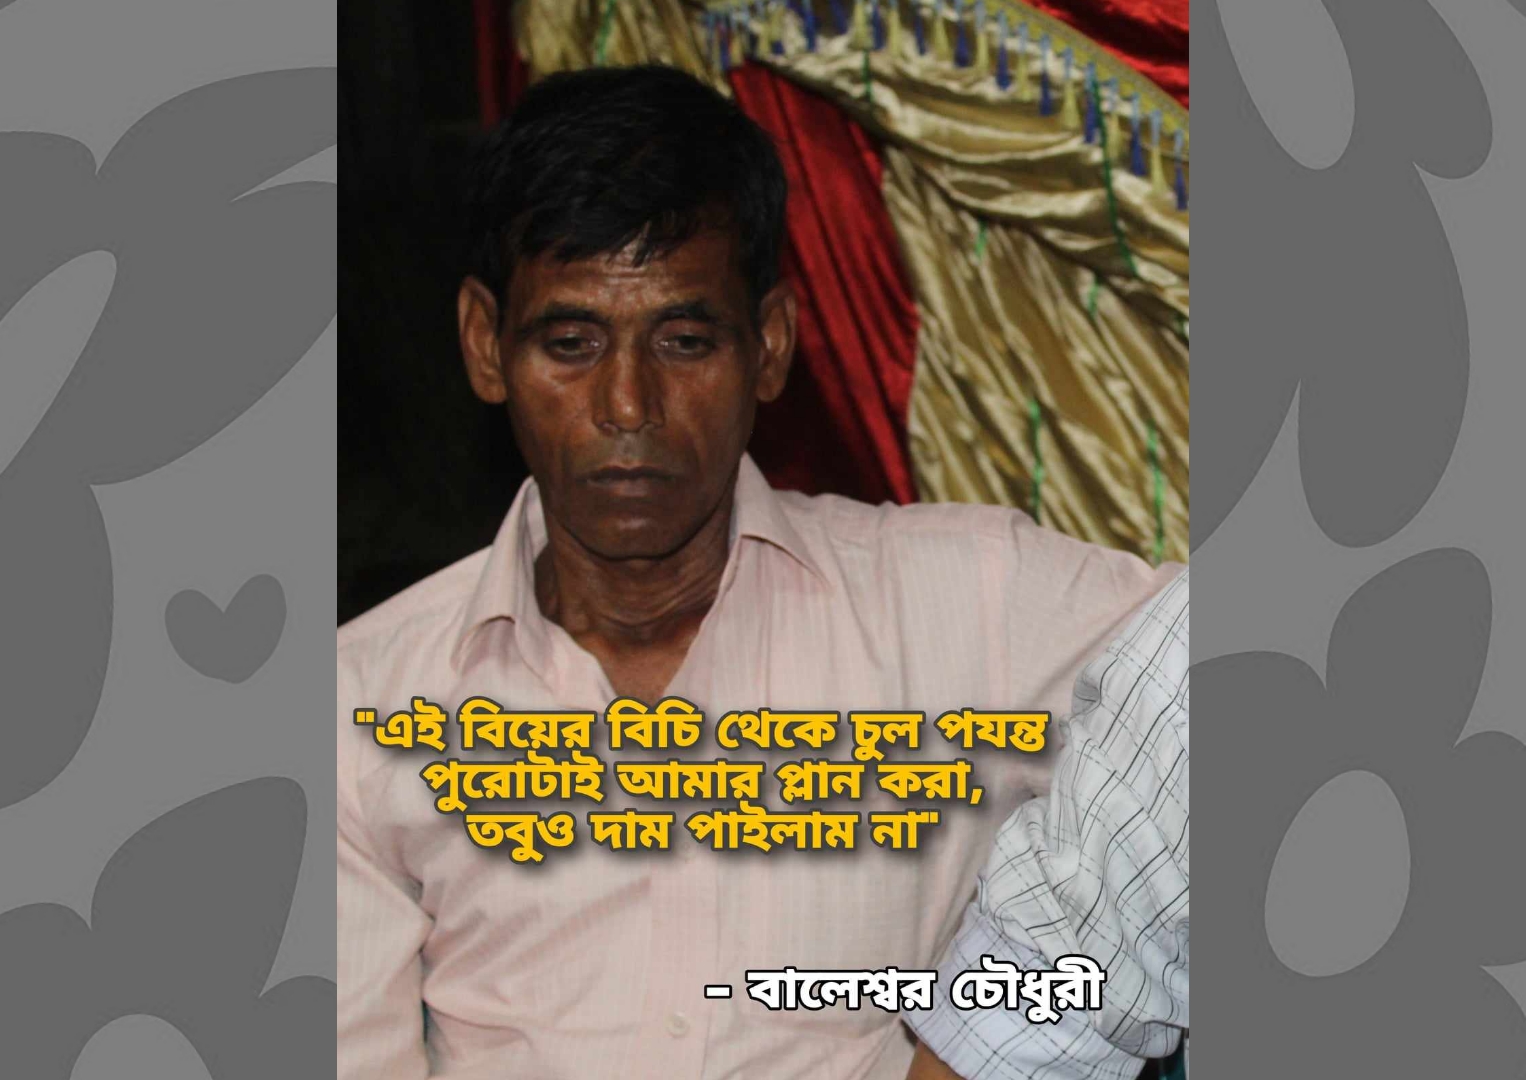 "এই বিয়ের বিচি থেকে চুল পযন্ত
পুরোটাই আমার প্লান করা,
তবুও দাম পাইলাম না"
- বালেশ্বর চৌধুরী